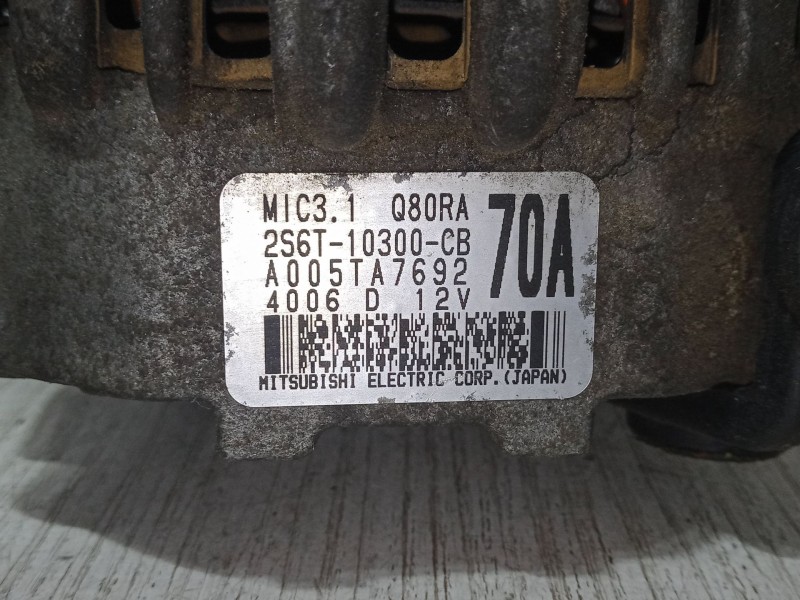 MIC3.1 Q80RA 70A
2S6T-10300-CB
A005TA7692
4006 D 12V
MITSUBISHI ELECTRIC CORP.(JAPAN)